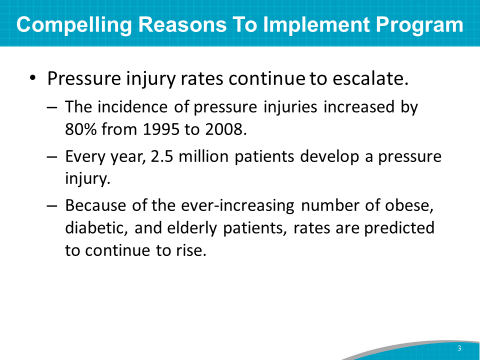 Compelling Reasons To Implement Program
• Pressure injury rates continue to escalate.
– The incidence of pressure injuries increased by
80% from 1995 to 2008.
– Every year, 2.5 million patients develop a pressure
injury.
– Because of the ever-increasing number of obese,
diabetic, and elderly patients, rates are predicted
to continue to rise.
3